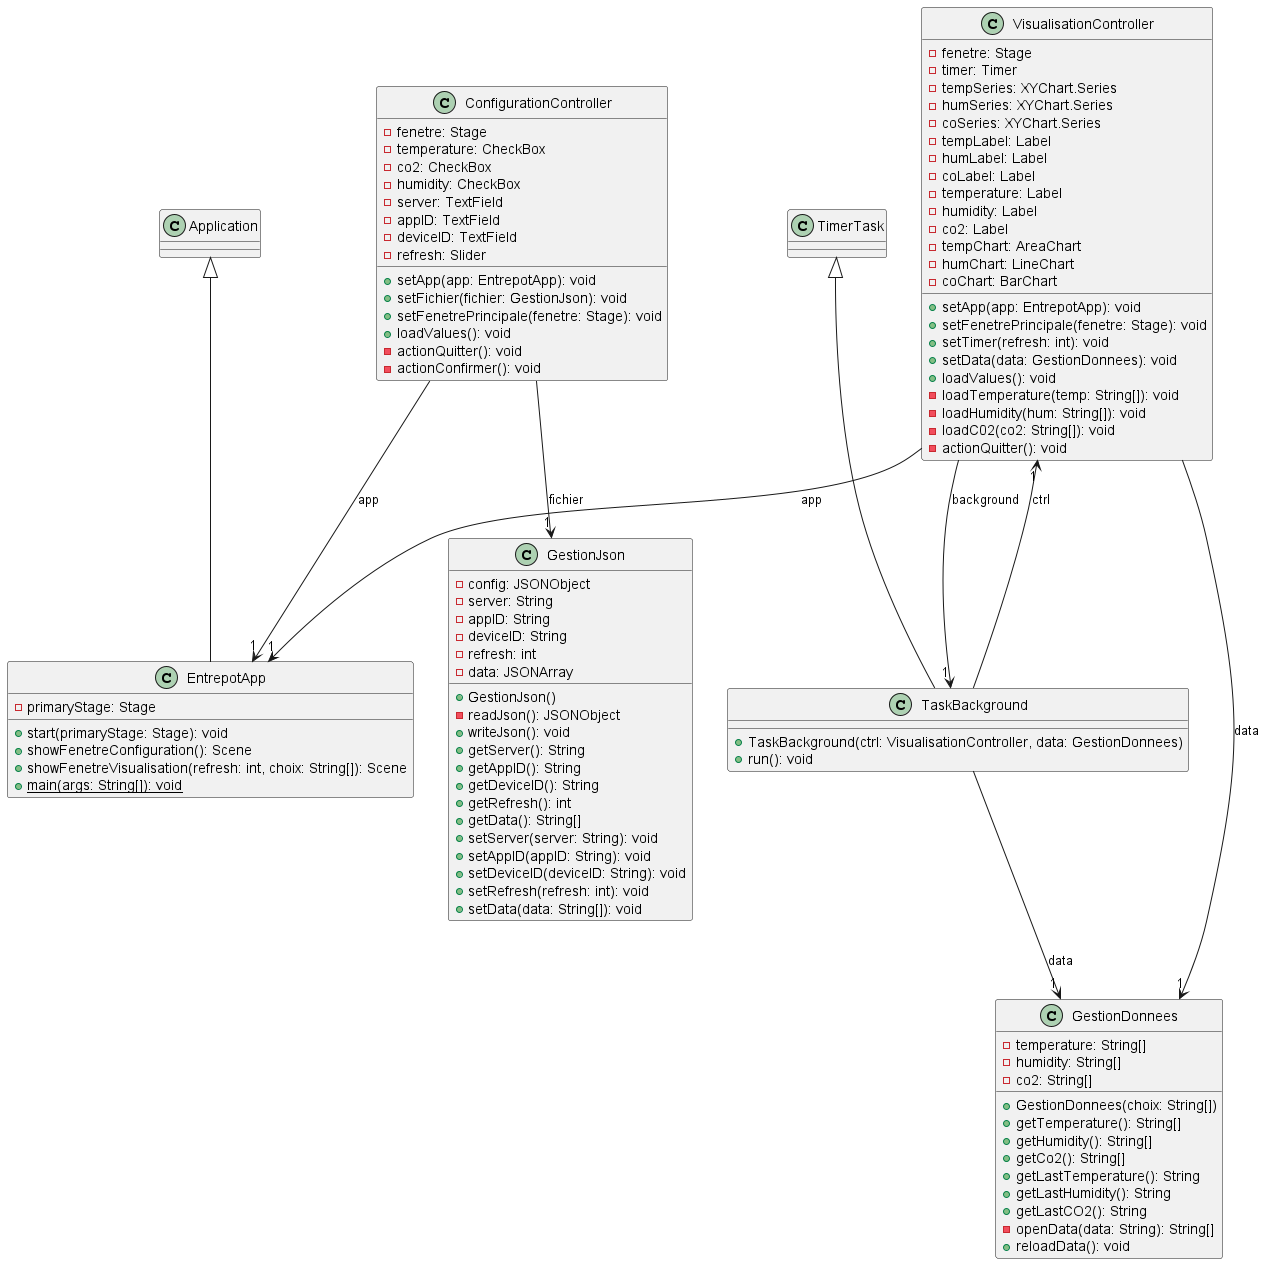 C VisualisationController
fenetre: Stage
timer: Timer
tempSeries: XYChart.Series
humSeries: XYChart.Series
coSeries: XYChart.Series
tempLabel: Label
humLabel: Label
coLabel: Label
temperature: Label
humidity: Label
co2: Label
tempChart: AreaChart
humChart: LineChart
coChart: BarChart
setApp(app: EntrepotApp): void
setFenetrePrincipale(fenetre: Stage): void
setTimer(refresh: int): void
setData(data: GestionDonnees): void
loadValues(): void
loadTemperature(temp: String[]): void
loadHumidity(hum: String[]): void
loadC02(co2: String[]): void
actionQuitter(): void
C ConfigurationController
fenetre: Stage
temperature: CheckBox
co2: CheckBox
humidity: CheckBox
server: TextField
appID: TextField
deviceID: TextField
refresh: Slider
setApp(app: EntrepotApp): void
setFichier(fichier: GestionJson): void
setFenetrePrincipale(fenetre: Stage): void
loadValues(): void
actionQuitter(): void
actionConfirmer(): void
C Application
C TimerTask
app
1
fichier
1
app
1
background
1
ctrl
1
data
1
C GestionJson
config: JSONObject
server: String
appID: String
deviceID: String
refresh: int
data: JSONArray
GestionJson()
readJson(): JSONObject
writeJson(): void
getServer(): String
getAppID(): String
getDeviceID(): String
getRefresh(): int
getData(): String[]
setServer(server: String): void
setAppID(appID: String): void
setDeviceID(deviceID: String): void
setRefresh(refresh: int): void
setData(data: String[]): void
C EntrepotApp
primaryStage: Stage
start(primaryStage: Stage): void
showFenetreConfiguration(): Scene
showFenetreVisualisation(refresh: int, choix: String[]): Scene
main(args: String[]): void
C TaskBackground
TaskBackground(ctrl: VisualisationController, data: GestionDonnees)
run(): void
data
1
C GestionDonnees
temperature: String[]
humidity: String[]
co2: String[]
GestionDonnees(choix: String[])
getTemperature(): String[]
getHumidity(): String[]
getCo2(): String[]
getLastTemperature(): String
getLastHumidity(): String
getLastCO2(): String
openData(data: String): String[]
reloadData(): void